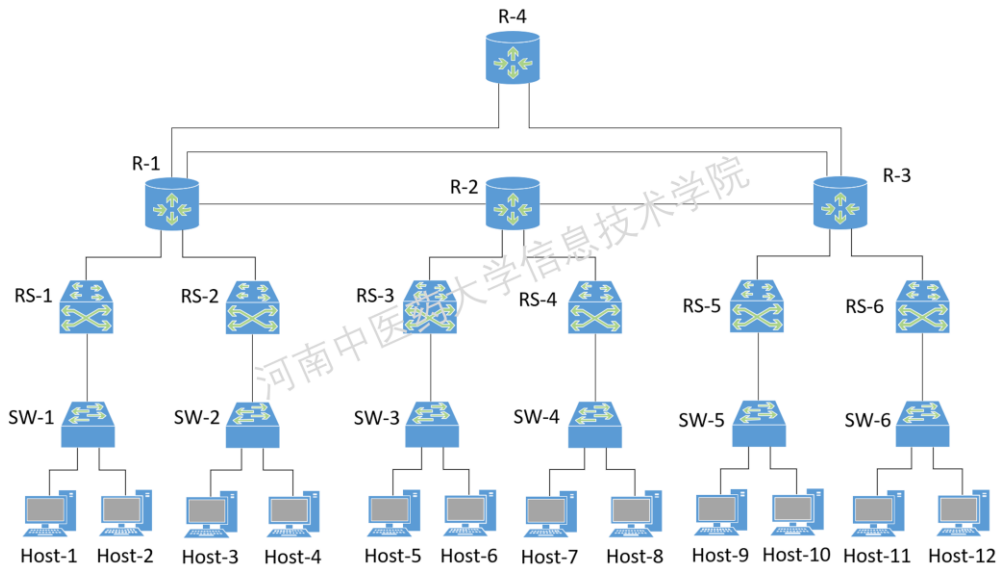 R-4
R-1
R-2
R-3
RS-1
RS-2
RS-3
RS-4
RS-5
RS-6
SW-1
SW-2
SW-3
SW-4
SW-5
SW-6
Host-1
Host-2
Host-3
Host-4
Host-5
Host-6
Host-7
Host-8
Host-9
Host-10
Host-11
Host-12
河南中医药大学信息技术学院